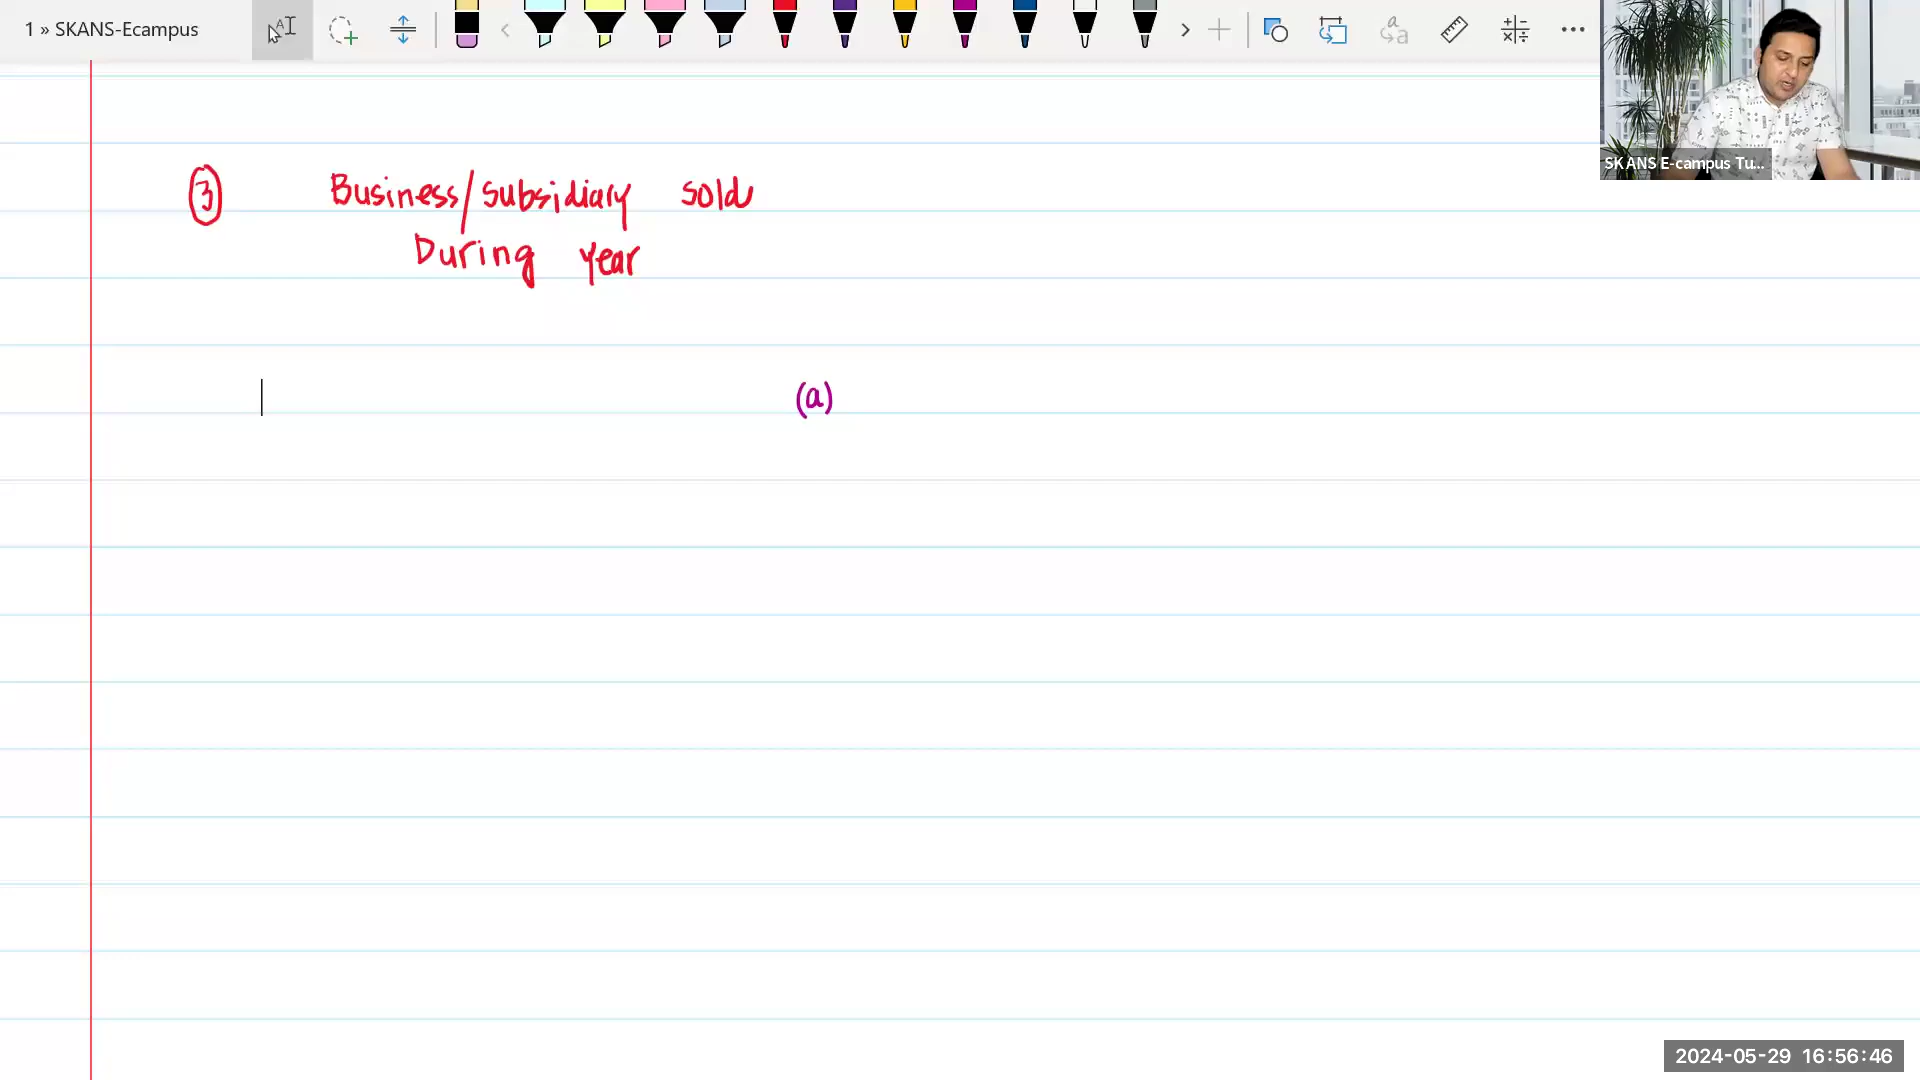 1 » SKANS-Ecampus
SKANS E-campus Tu...
3 Business/subsidiary sold
During year
(a)
2024-05-29 16:56:46